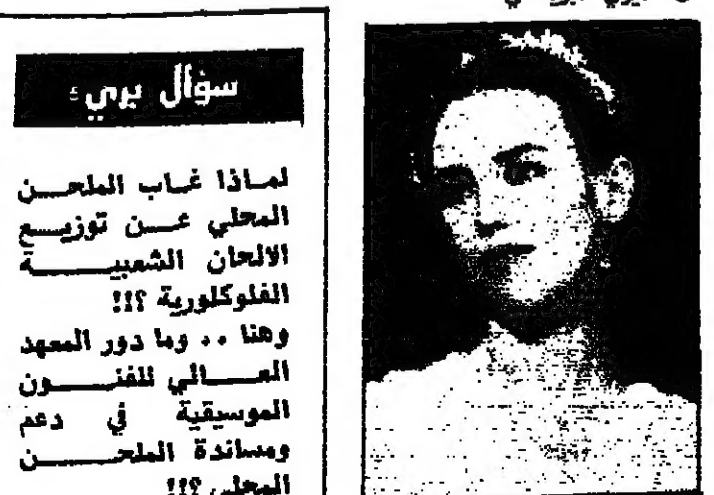 سؤال بريء
لماذا غاب الملحن
المحلي عن توزيع
الالحان الشعبية
الفلوكلورية ؟!!
وهنا .. وما دور المعهد
العالي للفنون
الموسيقية في دعم
ومساندة الملحن
المحلي ؟!!